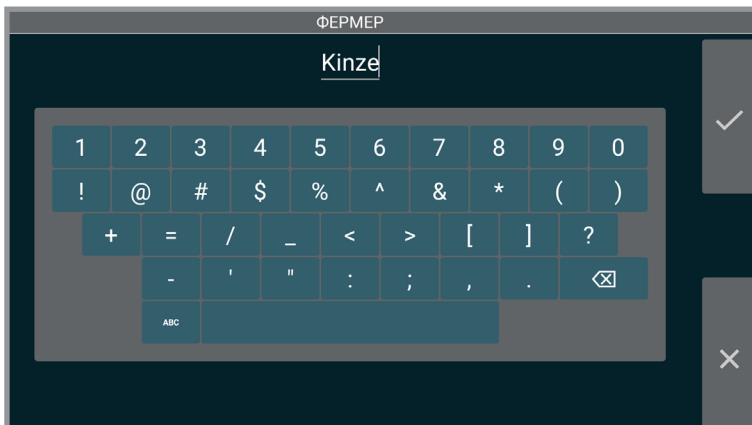 ФЕРМЕР
Kinze
1 2 3 4 5 6 7 8 9 0
! @ # $ % ^ & * ( )
+ = / _ < > [ ] ?
- ' " : ; , .
ABC